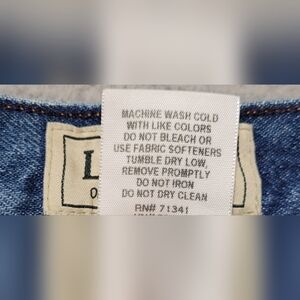 MACHINE WASH COLD
WITH LIKE COLORS
DO NOT BLEACH OR
USE FABRIC SOFTENERS
TUMBLE DRY LOW,
REMOVE PROMPTLY
DO NOT IRON
DO NOT DRY CLEAN
RN# 71341